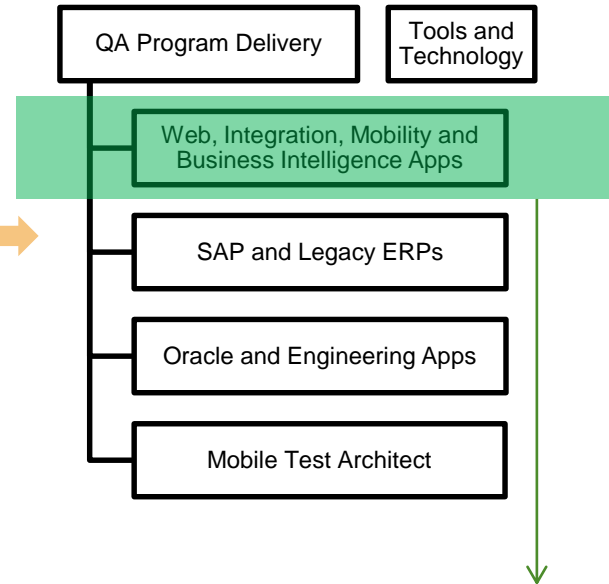 QA Program Delivery
Tools and
Technology
Web, Integration, Mobility and
Business Intelligence Apps
SAP and Legacy ERPs
Oracle and Engineering Apps
Mobile Test Architect